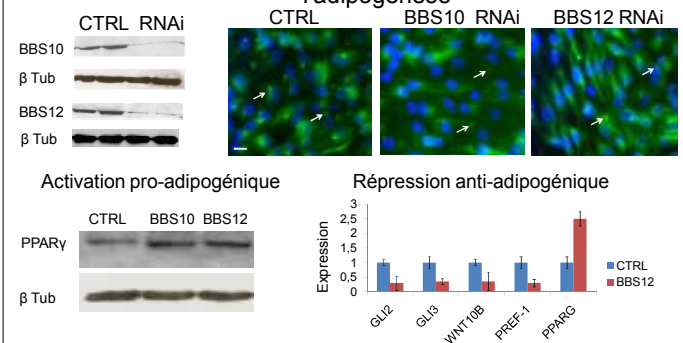 l'adipogenèse
CTRL RNAi
BBS10
β Tub
BBS12
β Tub
CTRL
BBS10 RNAi
BBS12 RNAi
Activation pro-adipogénique
CTRL BBS10 BBS12
PPARγ
β Tub
Répression anti-adipogénique
Expression
3
2,5
2
1,5
1
0,5
0
GLI2
GLI3
WNT10B
PREF-1
PPARG
CTRL
BBS12